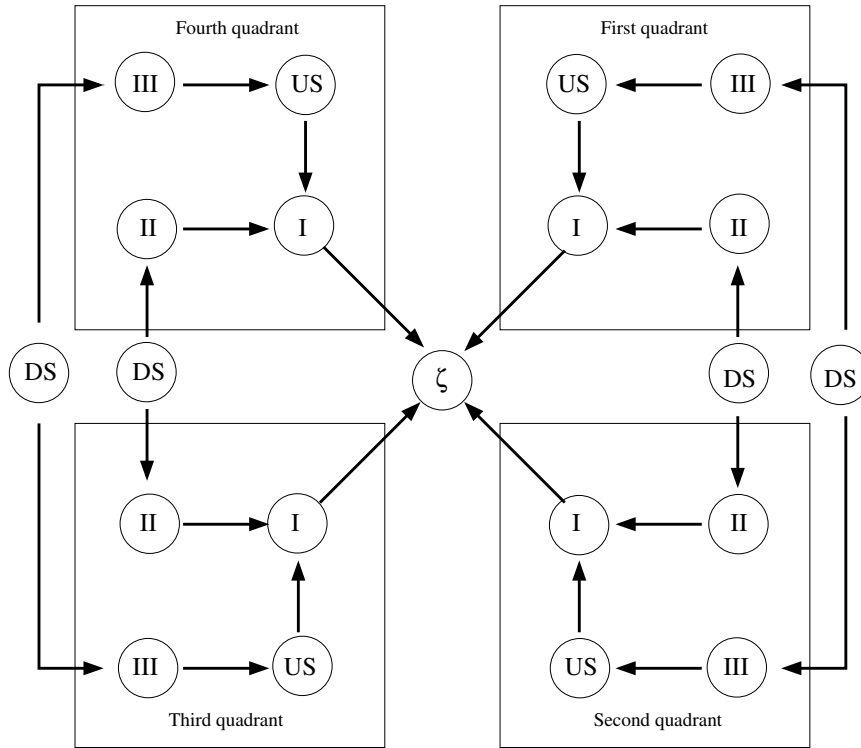 Fourth quadrant
III
US
II
I
First quadrant
US
III
I
II
DS
DS
ζ
DS
DS
II
I
III
US
Third quadrant
I
II
US
III
Second quadrant